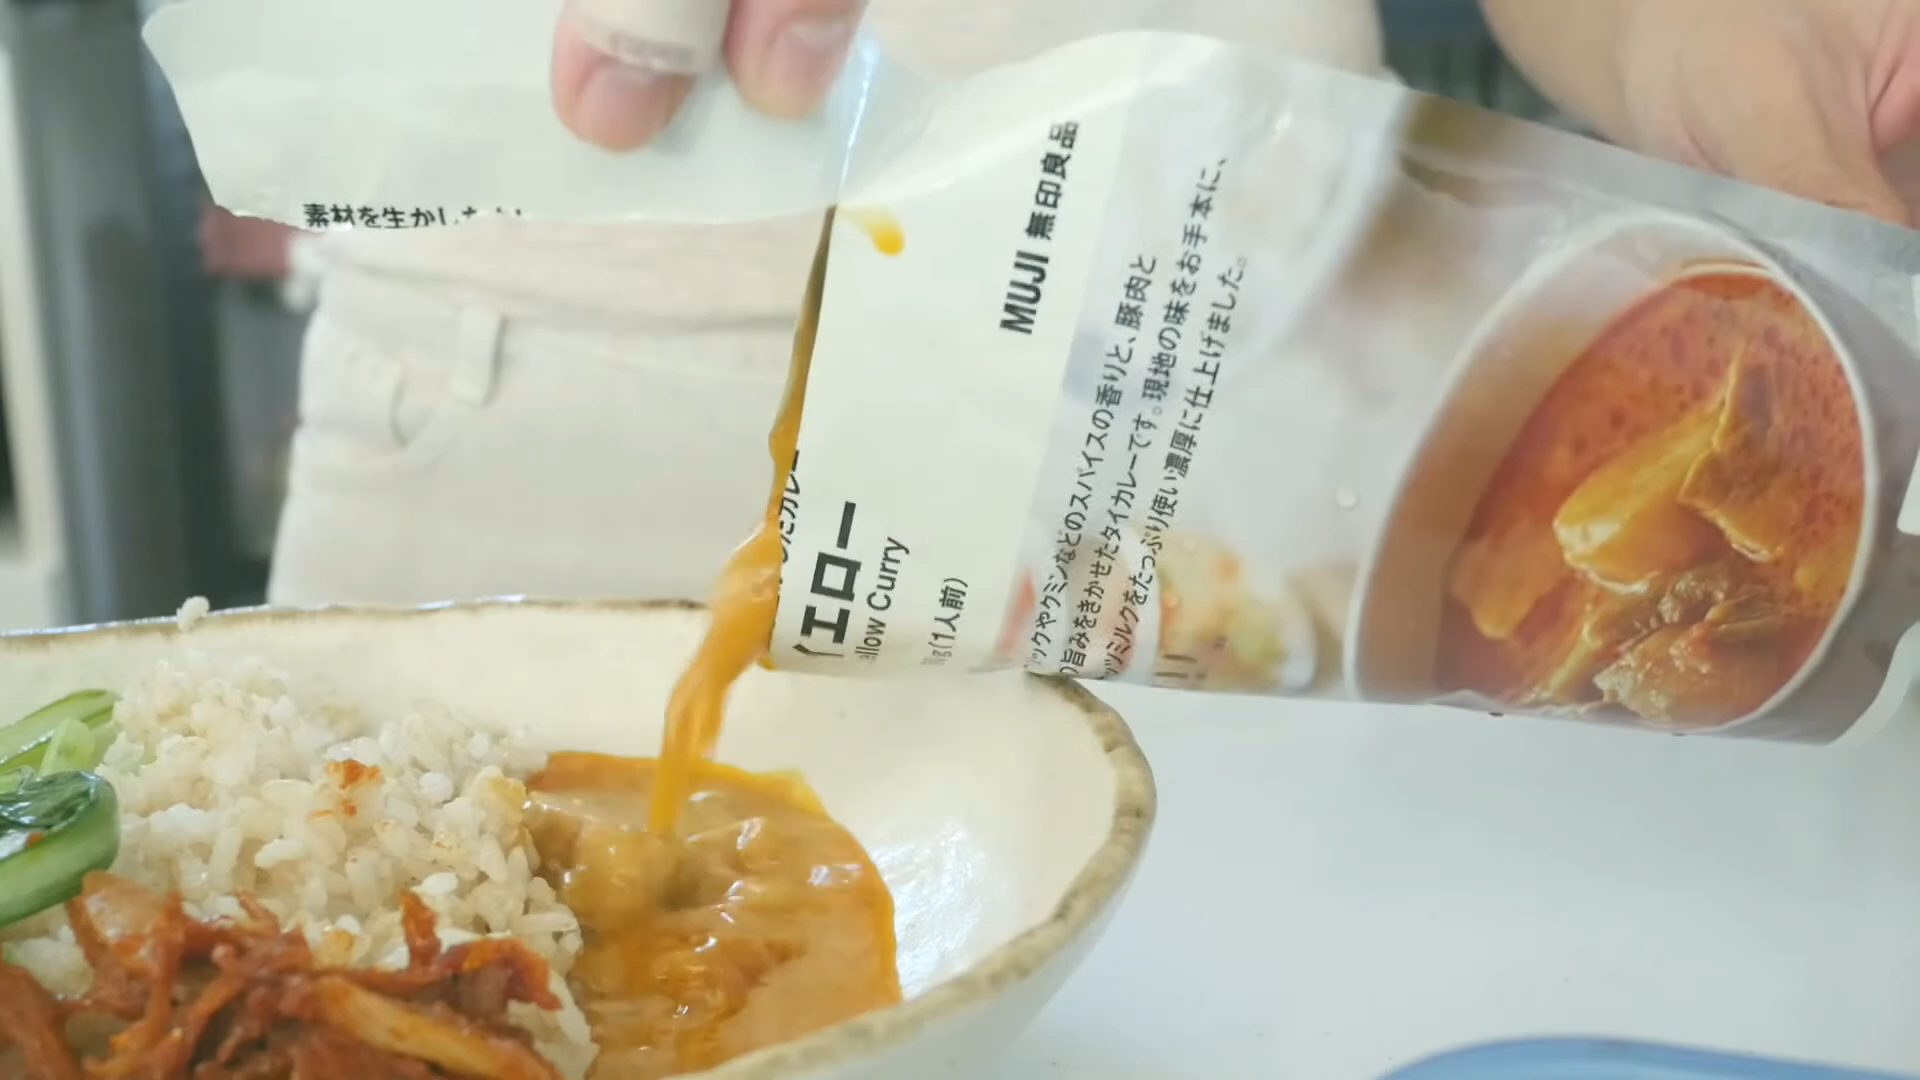 素材を生かした
MUJI 無印良品
したカレー
イエロー
ellow Curry
g(1人前)
ックやクミンなどのスパイスの香りと、豚肉と
の旨みをきかせたタイカレーです。現地の味をお手本に、
ッツミルクをたっぷり使い濃厚に仕上げました。